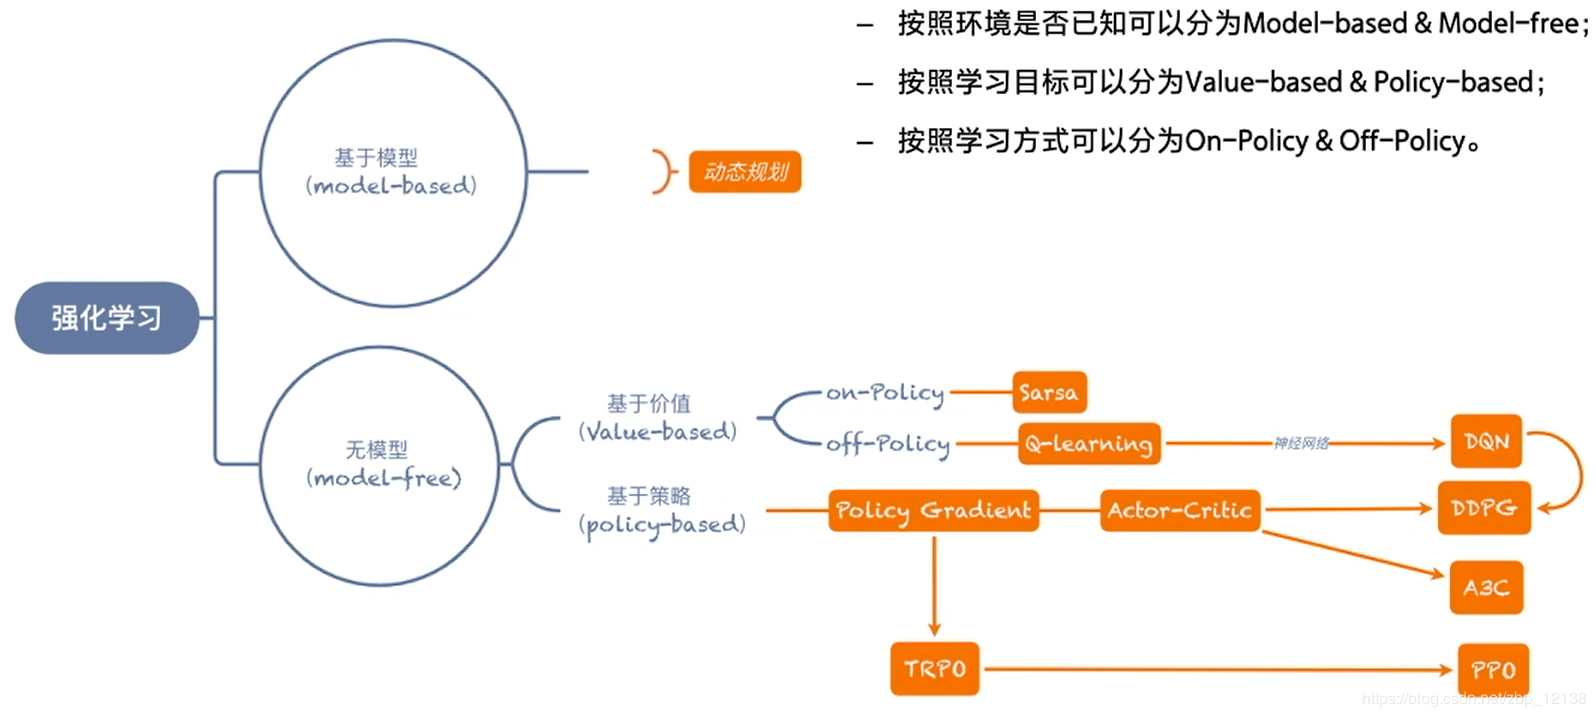 – 按照环境是否已知可以分为Model-based & Model-free;
– 按照学习目标可以分为Value-based & Policy-based;
– 按照学习方式可以分为On-Policy & Off-Policy。
基于模型
(model-based)
动态规划
强化学习
无模型
(model-free)
基于价值
(Value-based)
on-Policy
Sarsa
off-Policy
Q-learning
神经网络
DQN
基于策略
(policy-based)
Policy Gradient
Actor-Critic
DDPG
A3C
TRPO
PPO
https://blog.csdn.net/zbp_12138